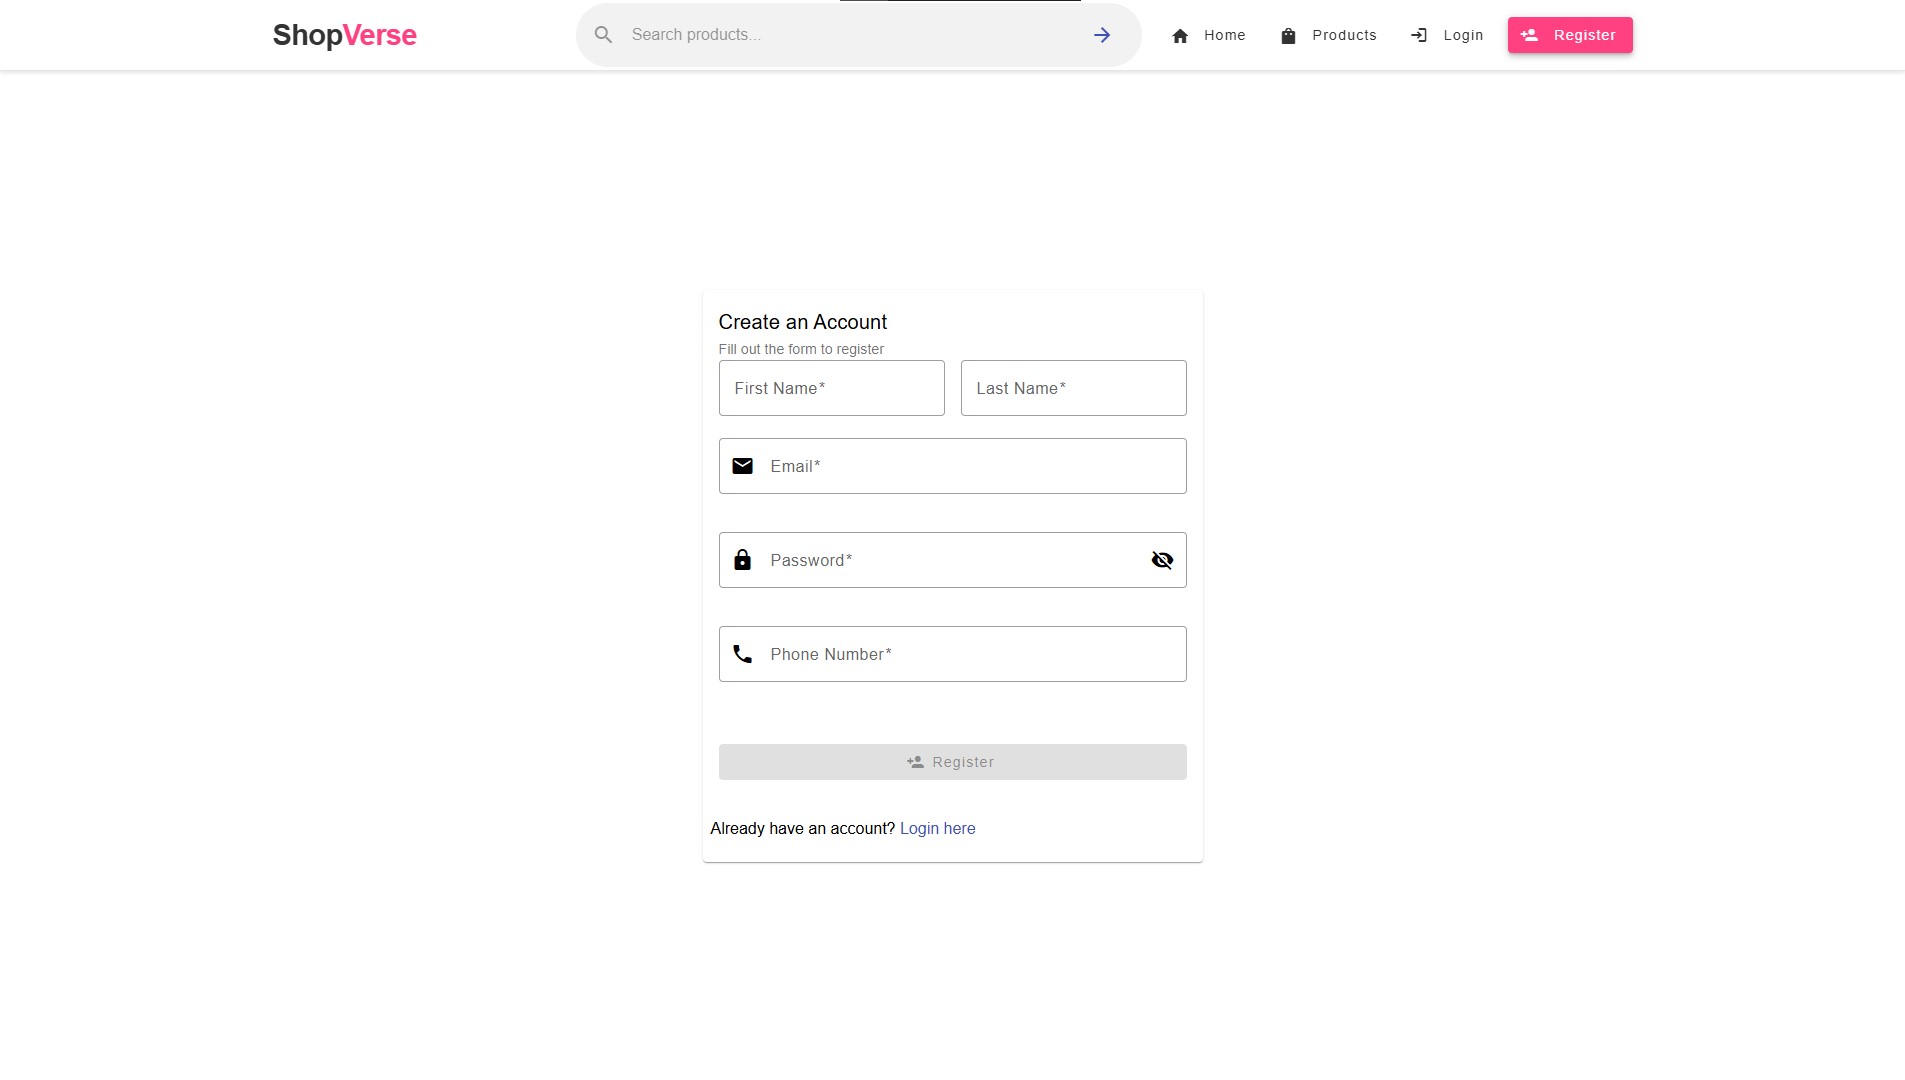 ShopVerse
Search products...
Home
Products
Login
Register
Create an Account
Fill out the form to register
First Name*
Last Name*
Email*
Password*
Phone Number*
Register
Already have an account? Login here